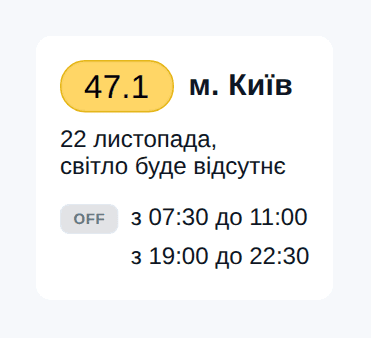 47.1 м. Київ
22 листопада,
світло буде відсутнє
OFF з 07:30 до 11:00
з 19:00 до 22:30